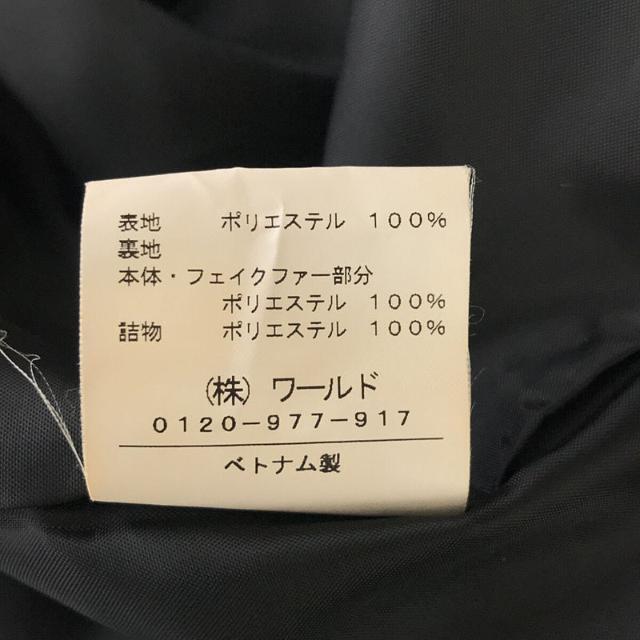 表地 ポリエステル 100%
裏地
本体・フェイクファー部分
ポリエステル 100%
詰物 ポリエステル 100%
(株) ワールド
0120-977-917
ベトナム製